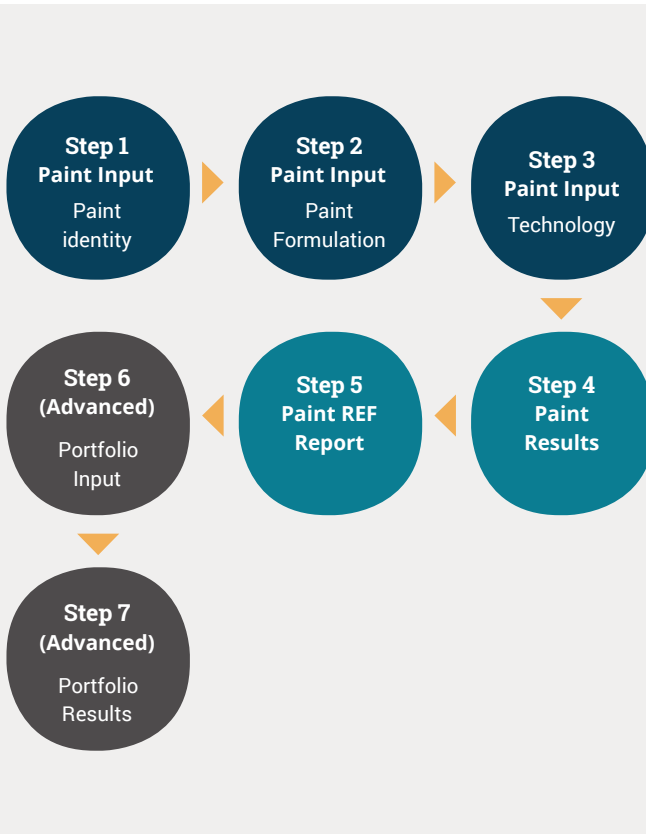 Step 1
Paint Input
Paint
identity
Step 2
Paint Input
Paint
Formulation
Step 3
Paint Input
Technology
Step 4
Paint
Results
Step 5
Paint REF
Report
Step 6
(Advanced)
Portfolio
Input
Step 7
(Advanced)
Portfolio
Results